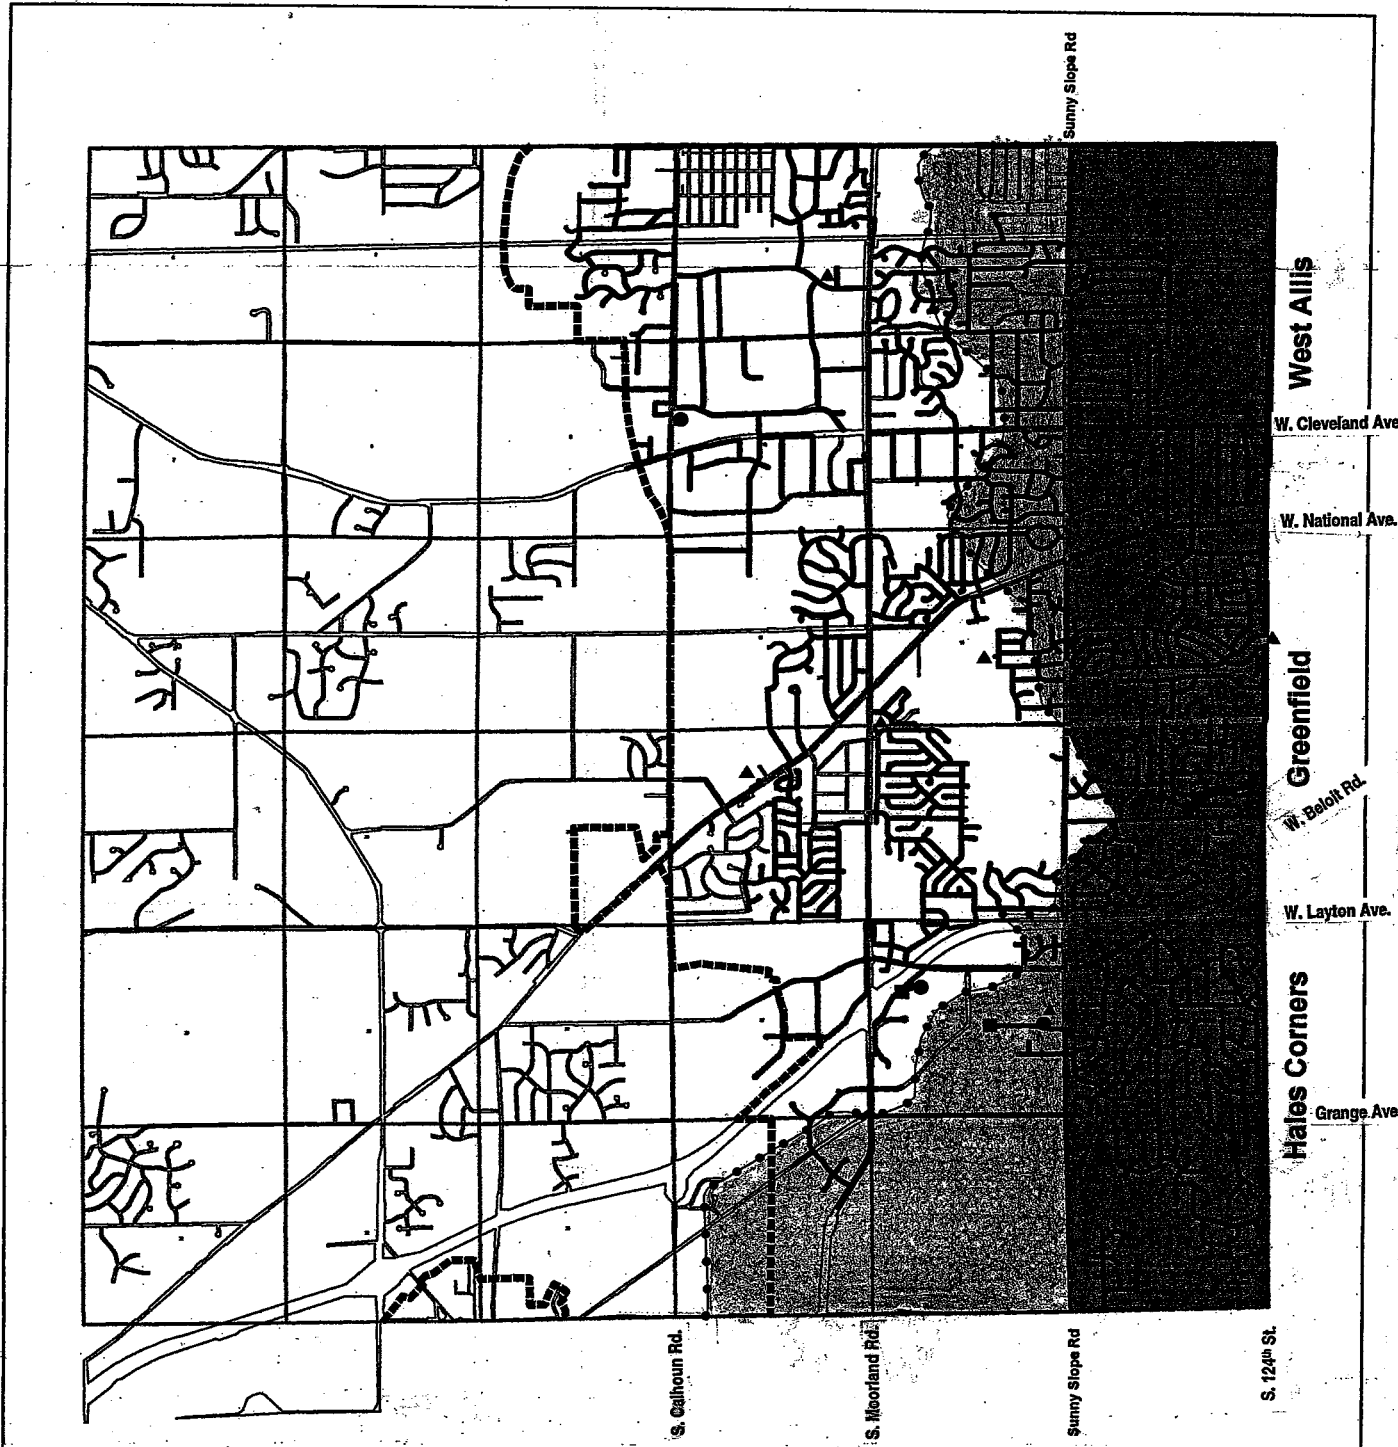 Sunny Slope Rd
West Allis
W. Cleveland Ave
W. National Ave.
Greenfield
W. Beloit Rd.
W. Layton Ave.
Hales Corners
Grange Ave
S. Calhoun Rd.
S. Moorland Rd.
Sunny Slope Rd
S. 124th St.